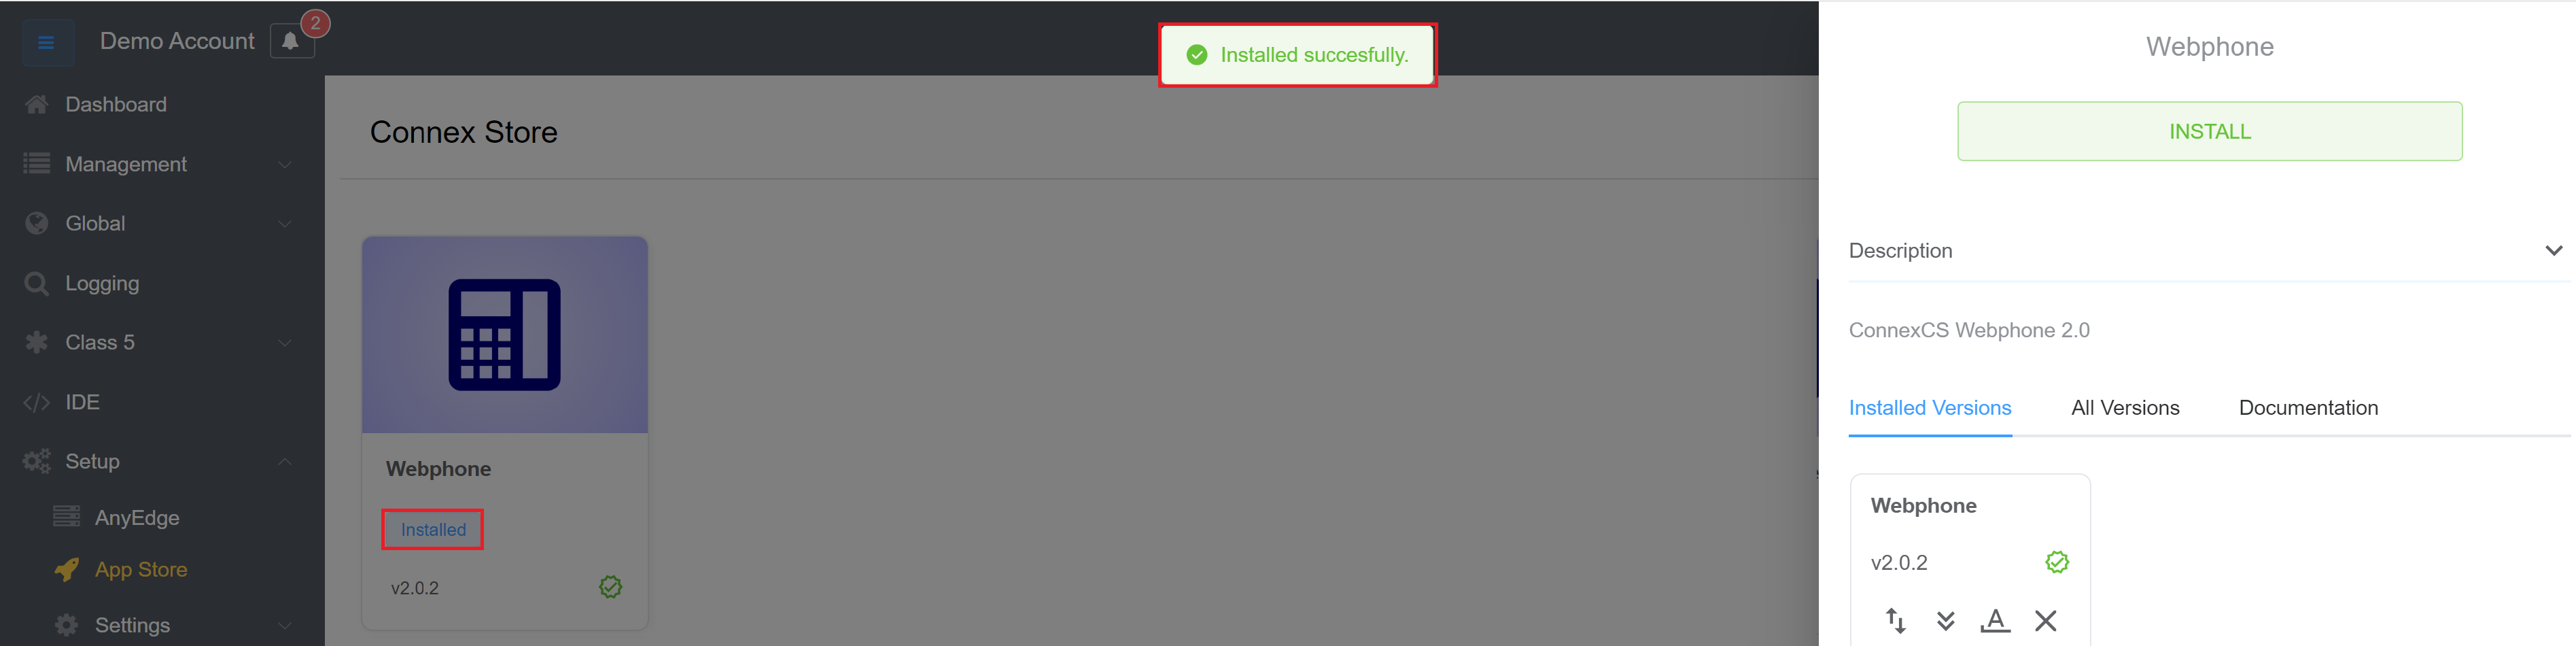 Demo Account
2
Dashboard
Management
Global
Logging
Class 5
IDE
Setup
AnyEdge
App Store
Settings
Installed succesfully.
Connex Store
Webphone
Installed
v2.0.2
Webphone
INSTALL
Description
ConnexCS Webphone 2.0
Installed Versions All Versions Documentation
Webphone
v2.0.2